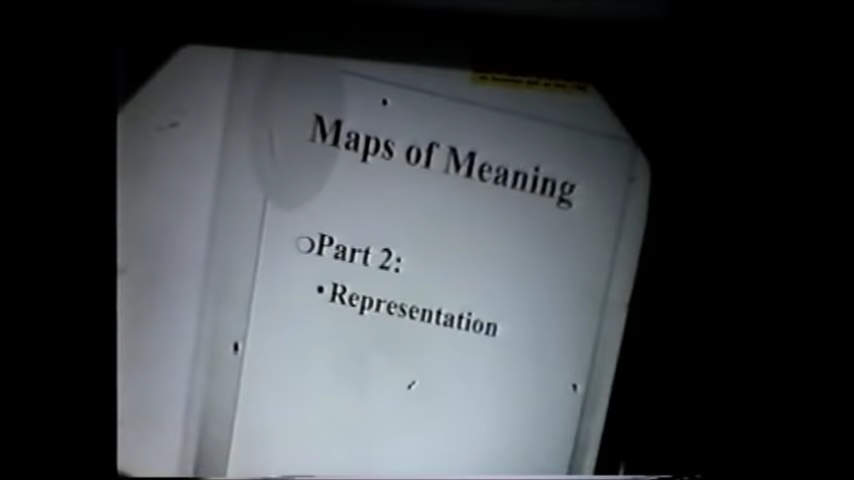 Maps of Meaning
Part 2:
• Representation